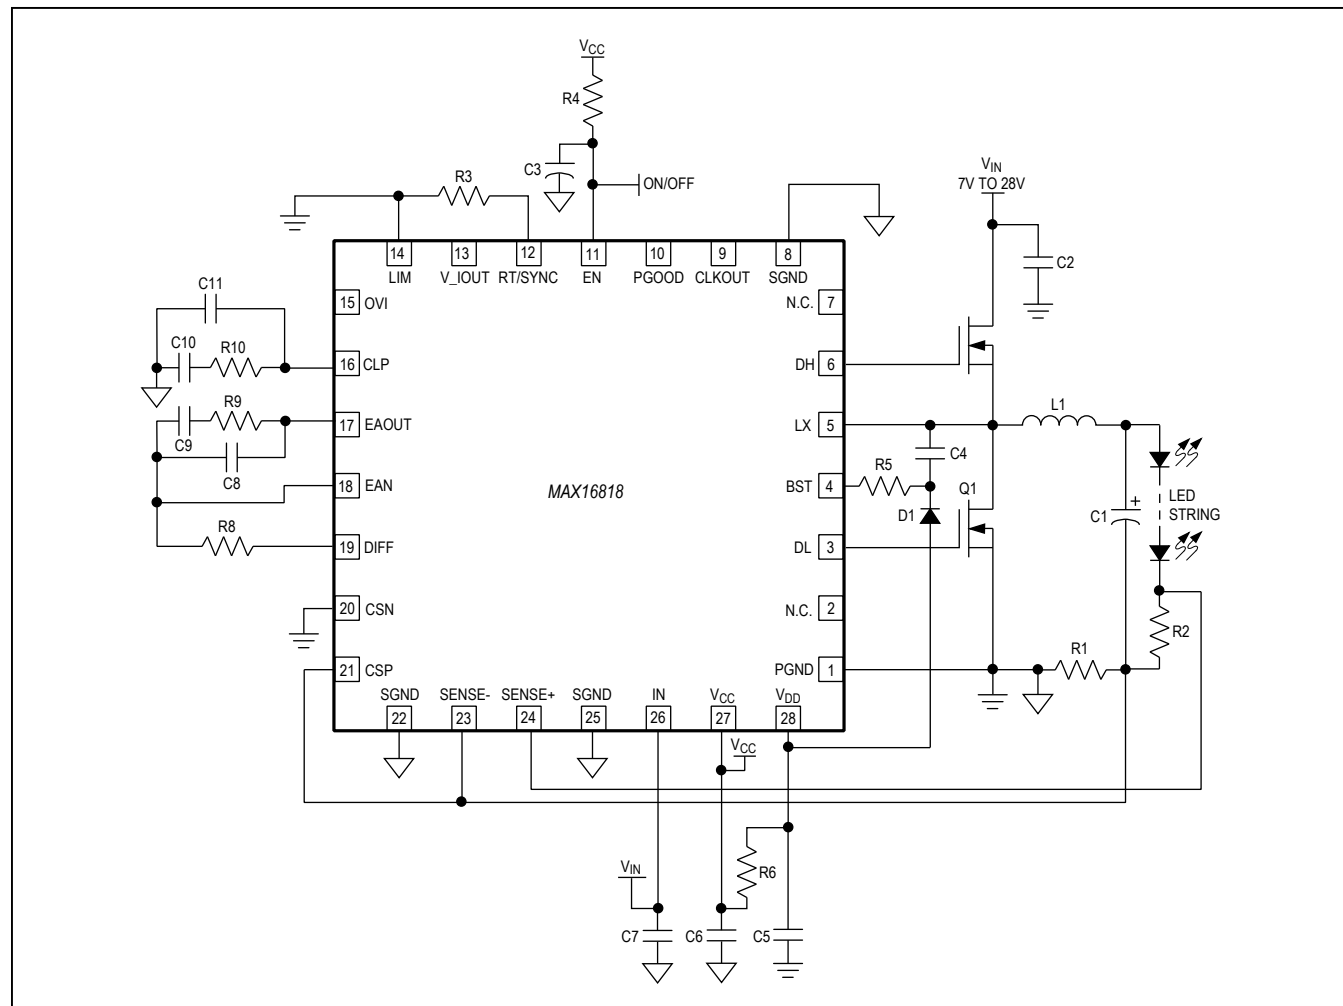 VCC
R4
C3
ON/OFF
R3
VIN
7V TO 28V
C2
14 13 12 11 10 9 8
LIM V_IOUT RT/SYNC EN PGOOD CLKOUT SGND
C11
15 OVI
N.C. 7
C10 R10
16 CLP
DH 6
R9
C9
17 EAOUT
LX 5
L1
C8
C4
18 EAN
MAX16818
BST 4
R5
Q1
D1
C1
+
LED
STRING
R8
19 DIFF
DL 3
20 CSN
N.C. 2
R2
21 CSP
PGND 1
R1
SGND SENSE- SENSE+ SGND IN VCC VDD
22 23 24 25 26 27 28
VCC
VIN
R6
C7
C6
C5